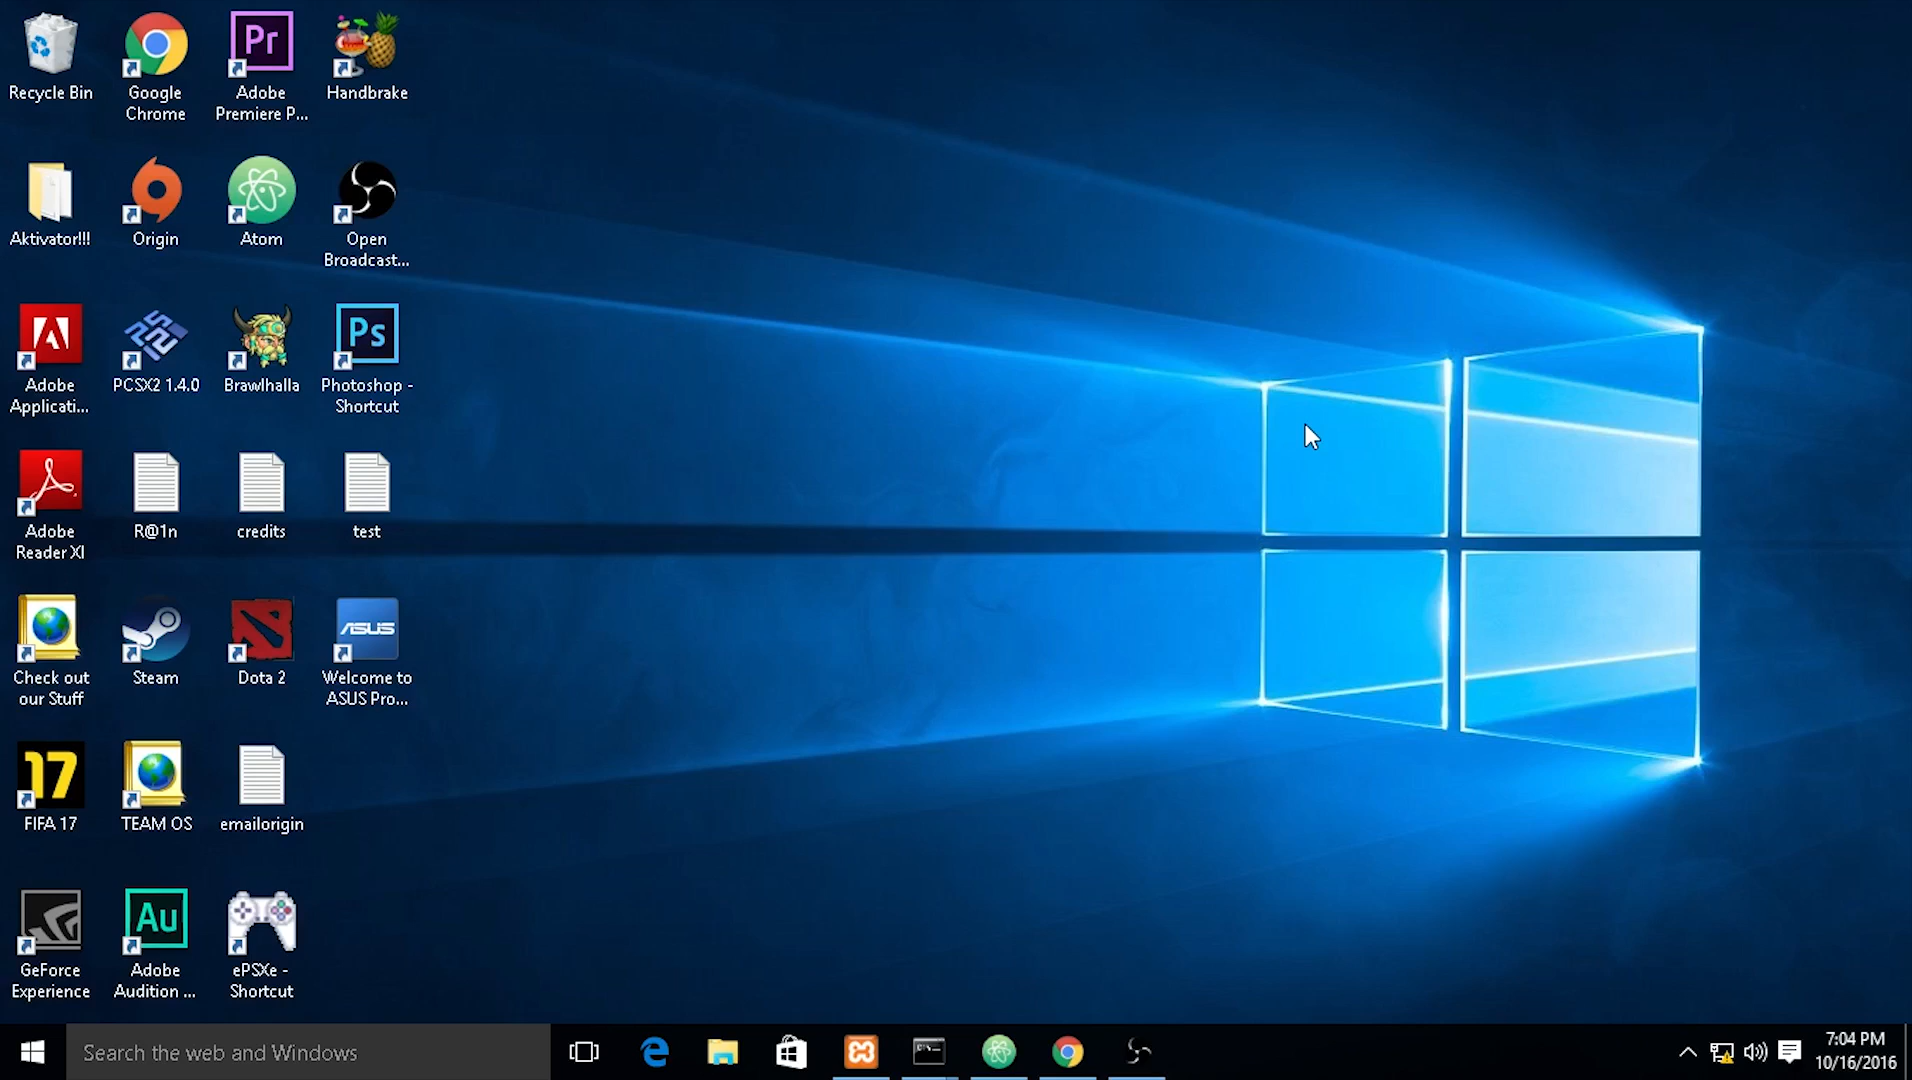 Recycle Bin
Google
Chrome
Pr
Adobe
Premiere P...
Handbrake
Aktivator!!!
Origin
Atom
Open
Broadcast...
Adobe
Applicati...
PCSX2 1.4.0
Brawlhalla
Ps
Photoshop -
Shortcut
Adobe
Reader XI
R@1n
credits
test
Check out
our Stuff
Steam
Dota 2
ASUS
Welcome to
ASUS Pro...
17
FIFA 17
TEAM OS
emailorigin
GeForce
Experience
Au
Adobe
Audition ...
ePSXe -
Shortcut
Search the web and Windows
7:04 PM
10/16/2016